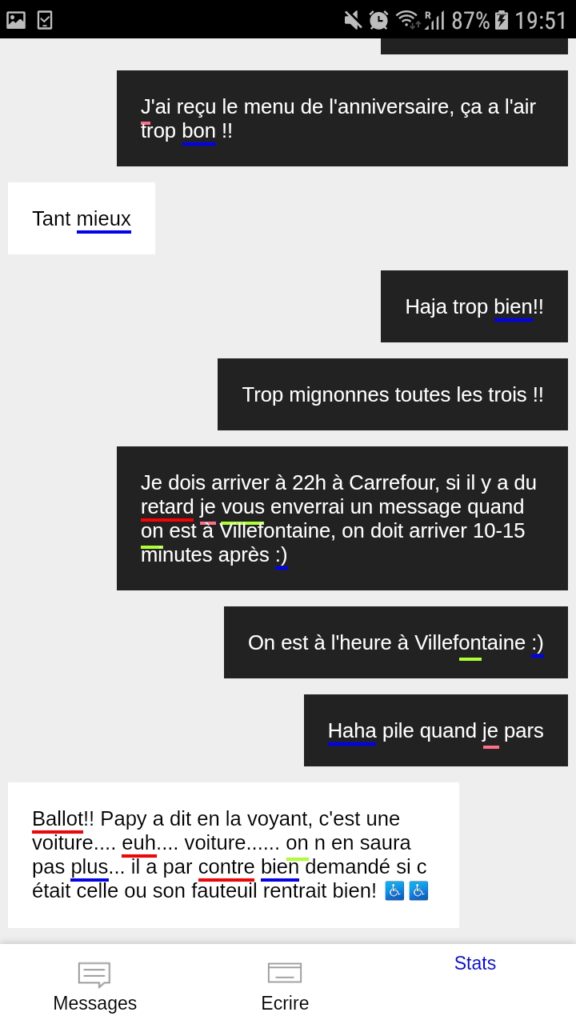 87% 19:51
J'ai reçu le menu de l'anniversaire, ça a l'air
trop bon !!
Tant mieux
Haja trop bien!!
Trop mignonnes toutes les trois !!
Je dois arriver à 22h à Carrefour, si il y a du
retard je vous enverrai un message quand
on est à Villefontaine, on doit arriver 10-15
minutes après :)
On est à l'heure à Villefontaine :)
Haha pile quand je pars
Ballot!! Papy a dit en la voyant, c'est une
voiture.... euh.... voiture...... on n en saura
pas plus... il a par contre bien demandé si c
était celle ou son fauteuil rentrait bien! ♿♿
Stats
Messages
Ecrire